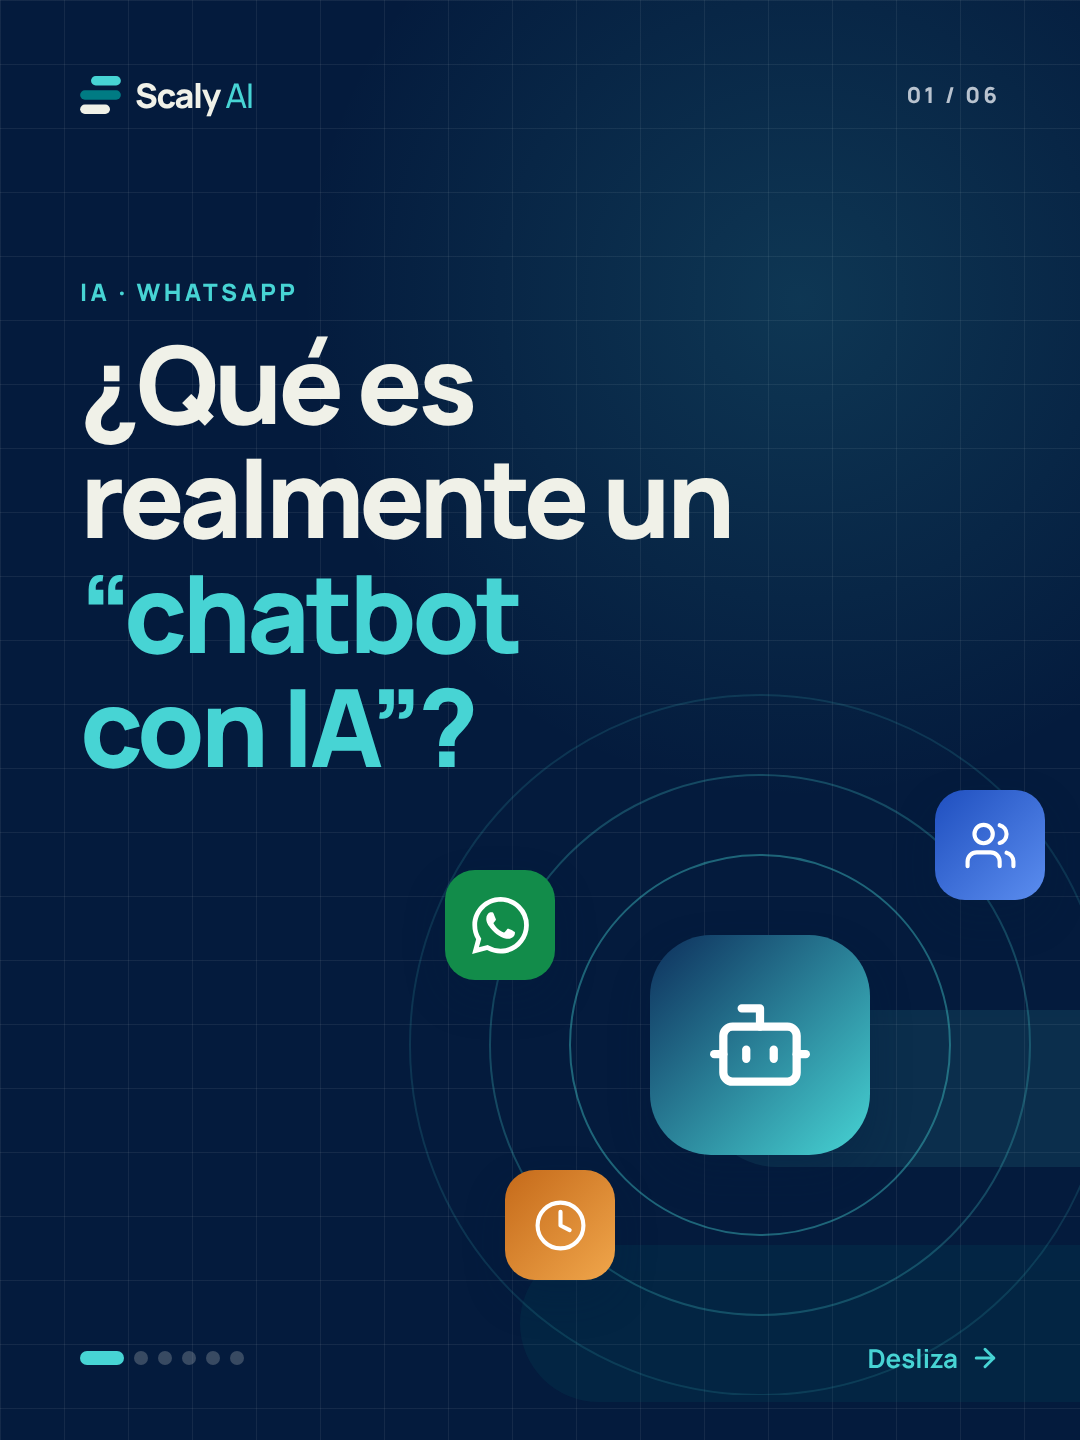 Scaly AI
01 / 06
IA · WHATSAPP
¿Qué es
realmente un
“chatbot
con IA”?
Desliza →